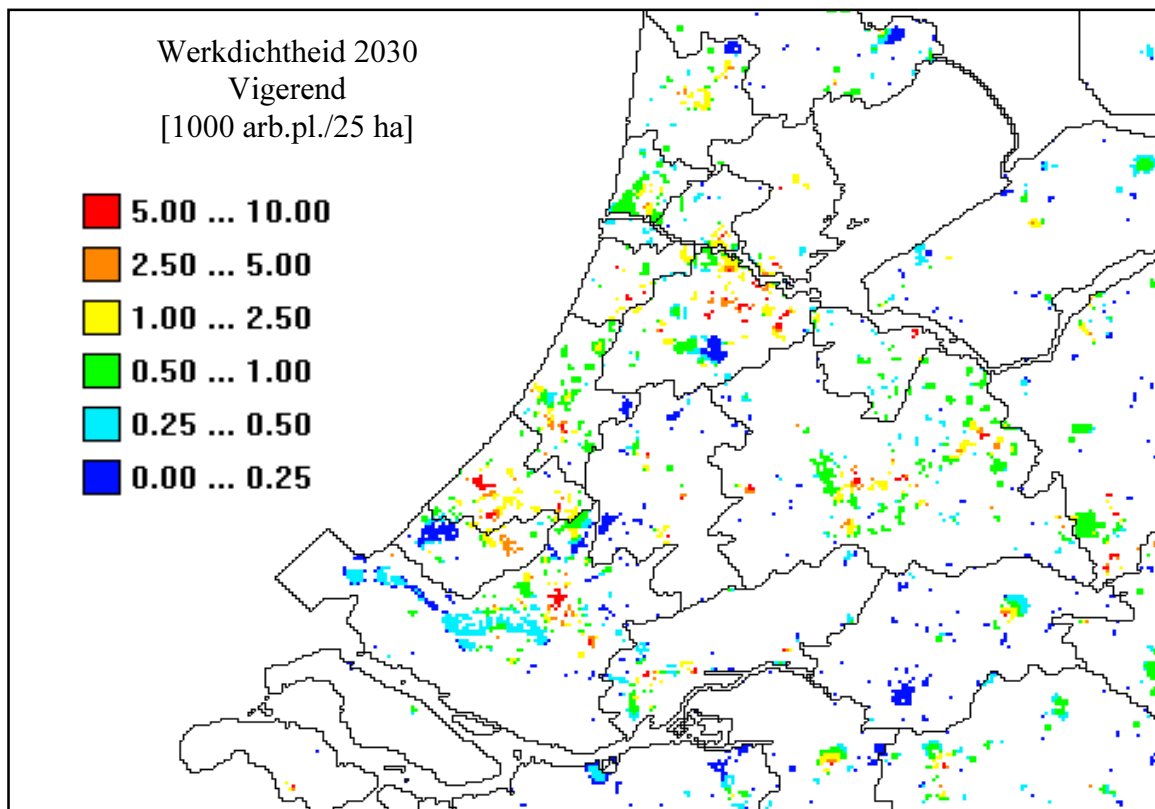 Werkdichtheid 2030
Vigerend
[1000 arb.pl./25 ha]
5.00 ... 10.00
2.50 ... 5.00
1.00 ... 2.50
0.50 ... 1.00
0.25 ... 0.50
0.00 ... 0.25